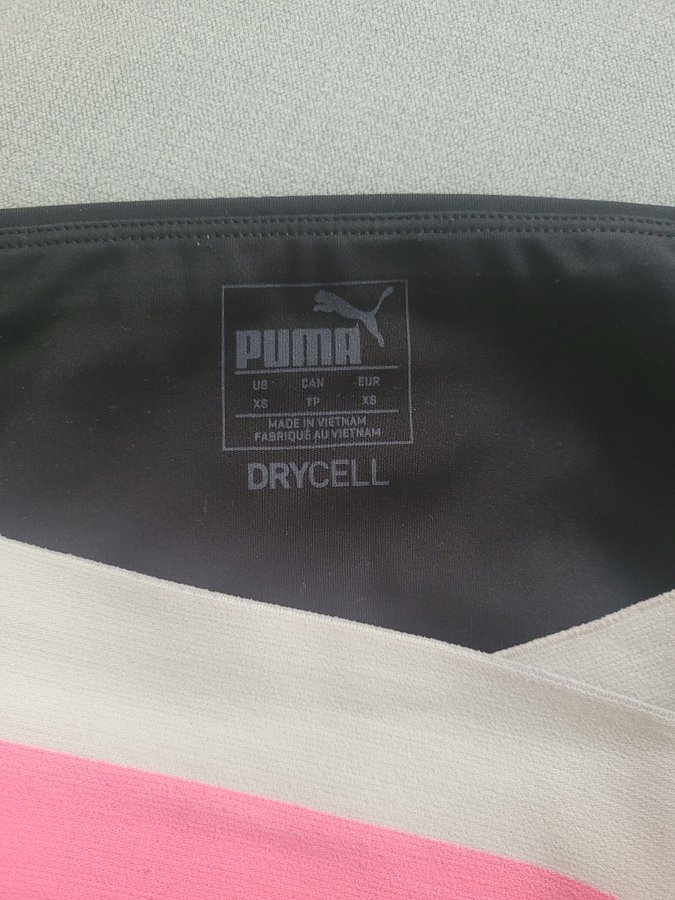 PUMA
US CAN EUR
XS TP XS
MADE IN VIETNAM
FABRIQUÉ AU VIETNAM
DRYCELL